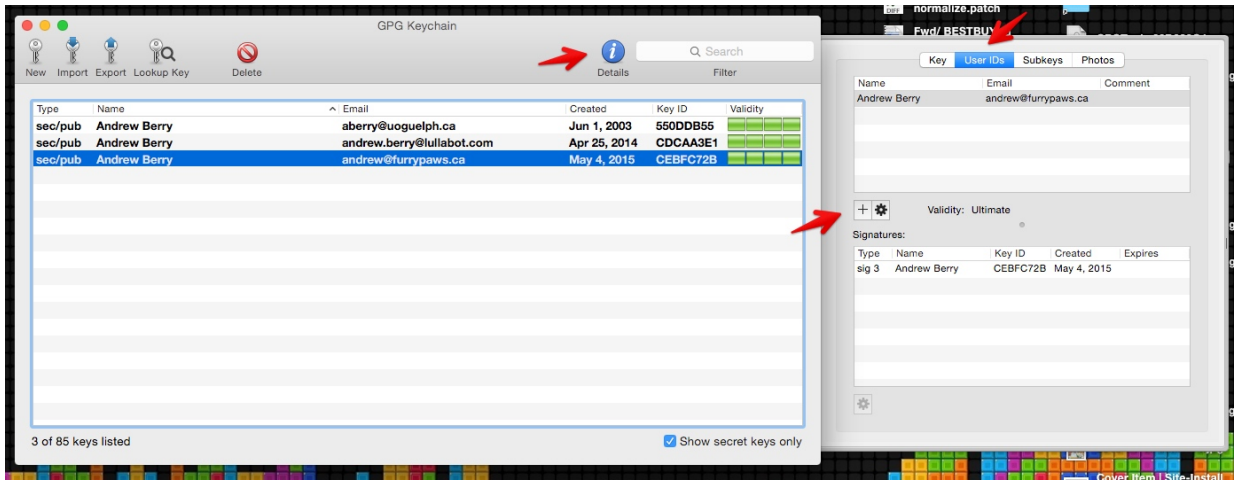 normalize.patch
Fwd/ BESTBUY
GPG Keychain
New Import Export Lookup Key Delete Details Search Filter
Type Name Email Created Key ID Validity
sec/pub Andrew Berry aberry@uoguelph.ca Jun 1, 2003 550DDB55
sec/pub Andrew Berry andrew.berry@lullabot.com Apr 25, 2014 CDCAA3E1
sec/pub Andrew Berry andrew@furrypaws.ca May 4, 2015 CEBFC72B
3 of 85 keys listed Show secret keys only
Key User IDs Subkeys Photos
Name Email Comment
Andrew Berry andrew@furrypaws.ca
+ Validity: Ultimate
Signatures:
Type Name Key ID Created Expires
sig 3 Andrew Berry CEBFC72B May 4, 2015
Cover Item | Site-Install